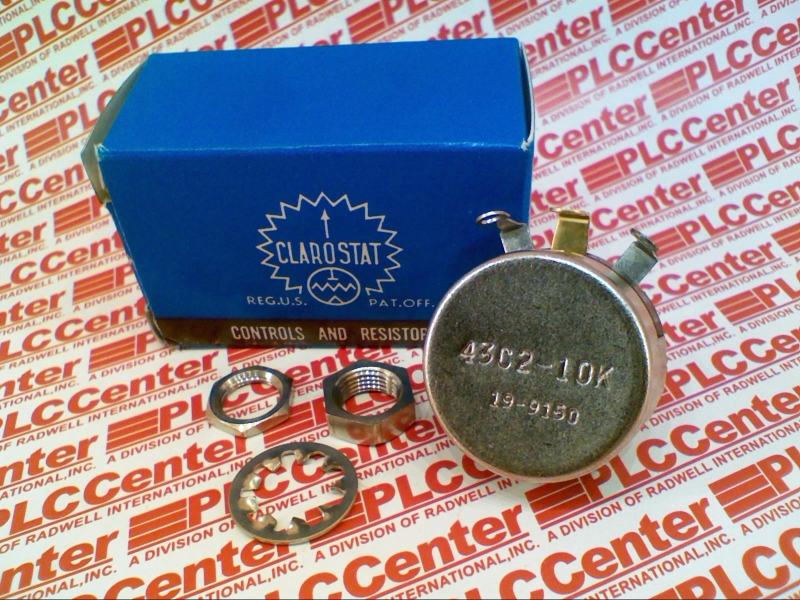 CLAROSTAT
REG.U.S. PAT.OFF.
CONTROLS AND RESISTOR
43C2-10K
19-9150
PLCCenter
A DIVISION OF RADWELL INTERNATIONAL, INC.